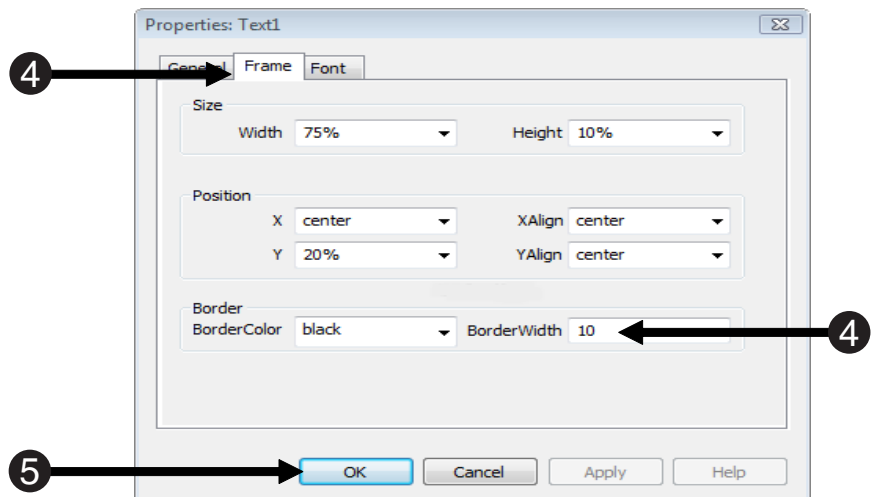 Properties: Text1
General Frame Font
4
Size
Width 75% Height 10%
Position
X center XAlign center
Y 20% YAlign center
Border
BorderColor black BorderWidth 10
4
5
OK Cancel Apply Help